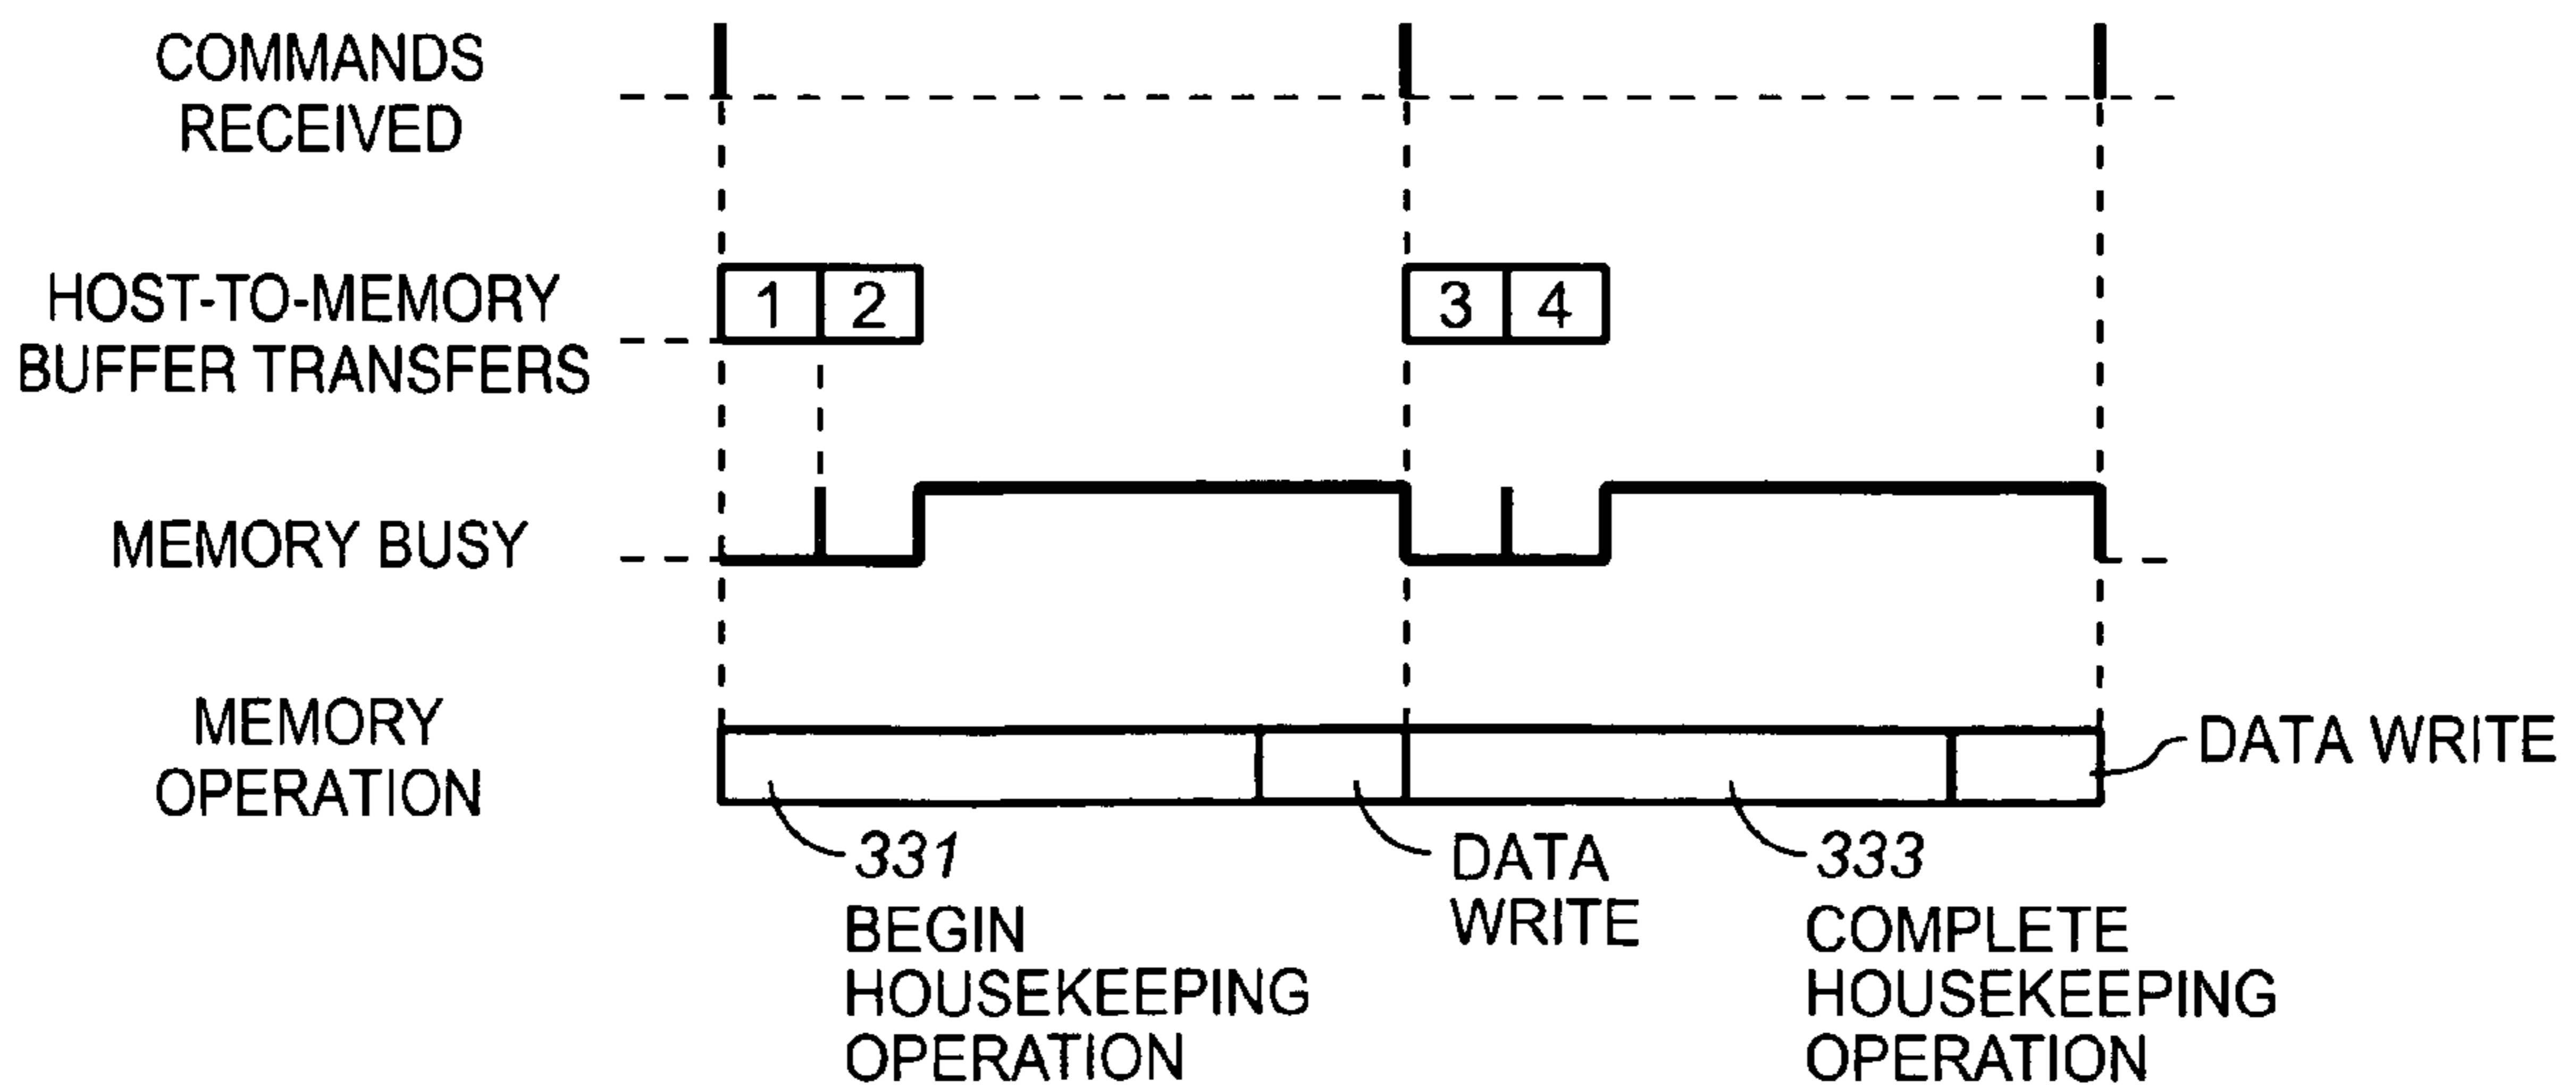 COMMANDS
RECEIVED
HOST-TO-MEMORY
BUFFER TRANSFERS
1 2
3 4
MEMORY BUSY
MEMORY
OPERATION
DATA WRITE
331
BEGIN
HOUSEKEEPING
OPERATION
DATA
WRITE
333
COMPLETE
HOUSEKEEPING
OPERATION